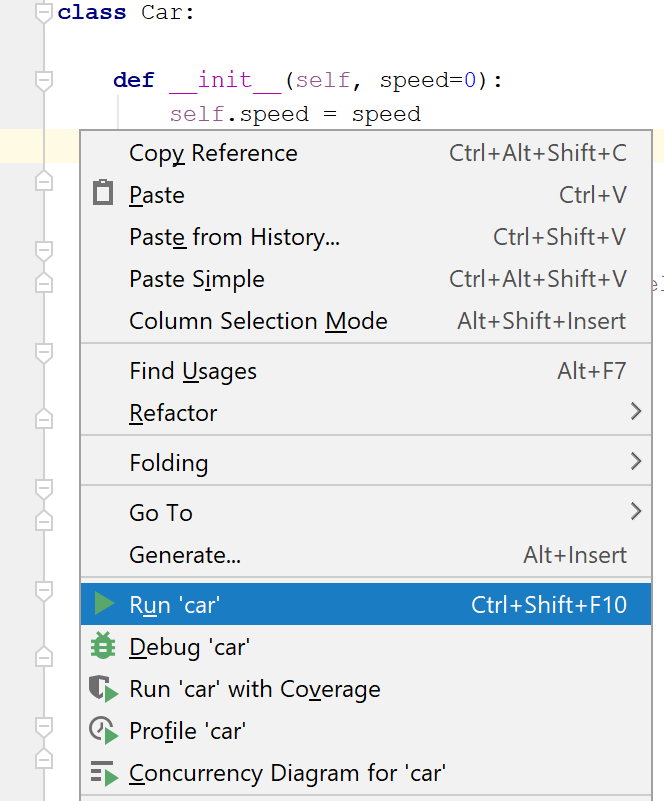 class Car:
def __init__(self, speed=0):
self.speed = speed
Copy Reference Ctrl+Alt+Shift+C
Paste Ctrl+V
Paste from History... Ctrl+Shift+V
Paste Simple Ctrl+Alt+Shift+V
Column Selection Mode Alt+Shift+Insert
Find Usages Alt+F7
Refactor
Folding
Go To
Generate... Alt+Insert
Run 'car' Ctrl+Shift+F10
Debug 'car'
Run 'car' with Coverage
Profile 'car'
Concurrency Diagram for 'car'